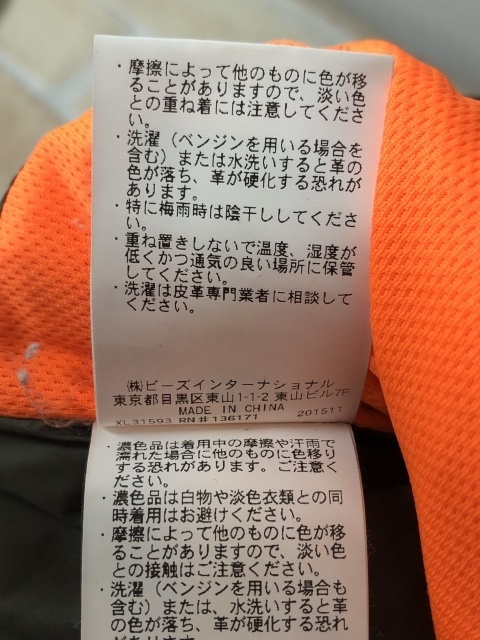 ・摩擦によって他のものに色が移
ることがありますので、淡い色
との重ね着には注意してくださ
い。
・洗濯（ベンジンを用いる場合を
含む）または水洗いすると革の
色が落ち、革が硬化する恐れが
あります。
・特に梅雨時は陰干ししてくださ
い。
・重ね置きしないで温度、湿度が
低くかつ通気の良い場所に保管
してください。
・洗濯は皮革専門業者に相談して
ください。
㈱ビーズインターナショナル
東京都目黒区東山1-1-2 東山ビル7F
MADE IN CHINA
XL31593 RN# 136171 201511
・濃色品は着用中の摩擦や汗雨で
濡れた場合に他のものに色移り
する恐れがあります。ご注意く
ださい。
・濃色品は白物や淡色衣類との同
時着用はお避けください。
・摩擦によって他のものに色が移
ることがありますので、淡い色
との接触はご注意ください。
・洗濯（ベンジンを用いる場合も
含む）または、水洗いすると革
の色が落ち、革が硬化する恐れ
があります。